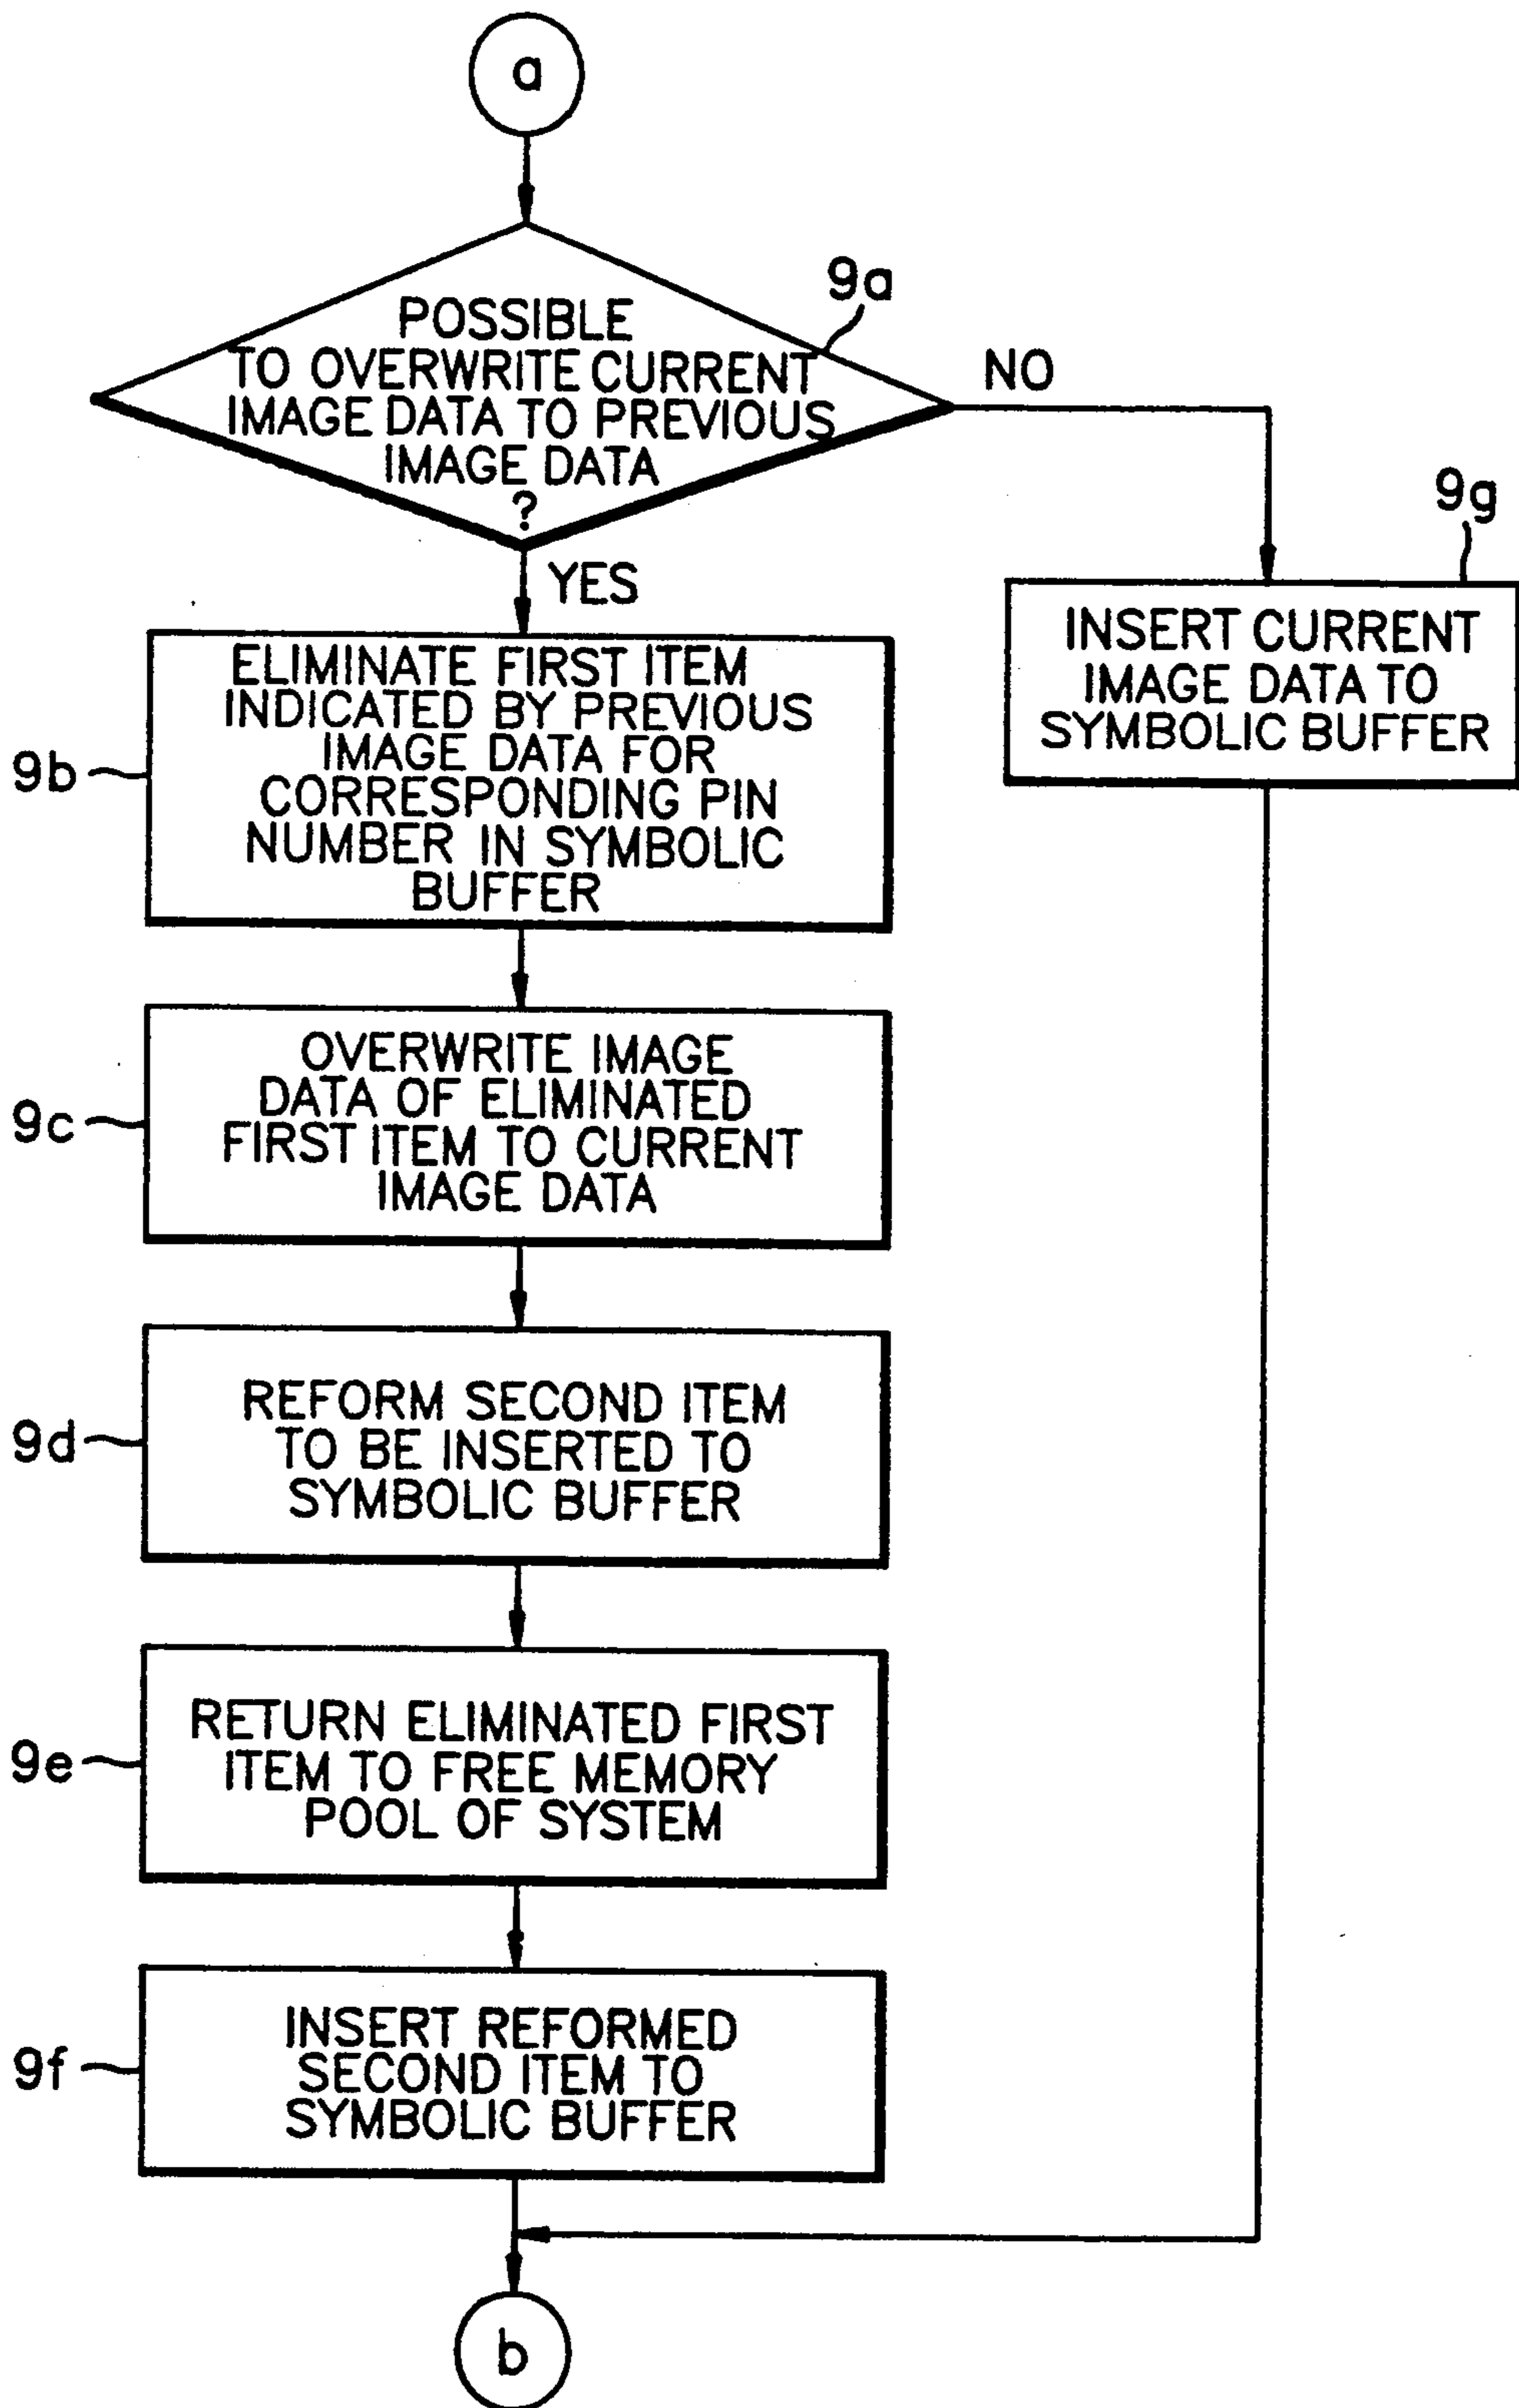 a
9a
POSSIBLE
TO OVERWRITE CURRENT
IMAGE DATA TO PREVIOUS
IMAGE DATA
?
NO
YES
9g
INSERT CURRENT
IMAGE DATA TO
SYMBOLIC BUFFER
9b
ELIMINATE FIRST ITEM
INDICATED BY PREVIOUS
IMAGE DATA FOR
CORRESPONDING PIN
NUMBER IN SYMBOLIC
BUFFER
9c
OVERWRITE IMAGE
DATA OF ELIMINATED
FIRST ITEM TO CURRENT
IMAGE DATA
9d
REFORM SECOND ITEM
TO BE INSERTED TO
SYMBOLIC BUFFER
9e
RETURN ELIMINATED FIRST
ITEM TO FREE MEMORY
POOL OF SYSTEM
9f
INSERT REFORMED
SECOND ITEM TO
SYMBOLIC BUFFER
b